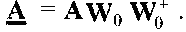 A = A W₀ W₀⁺ .